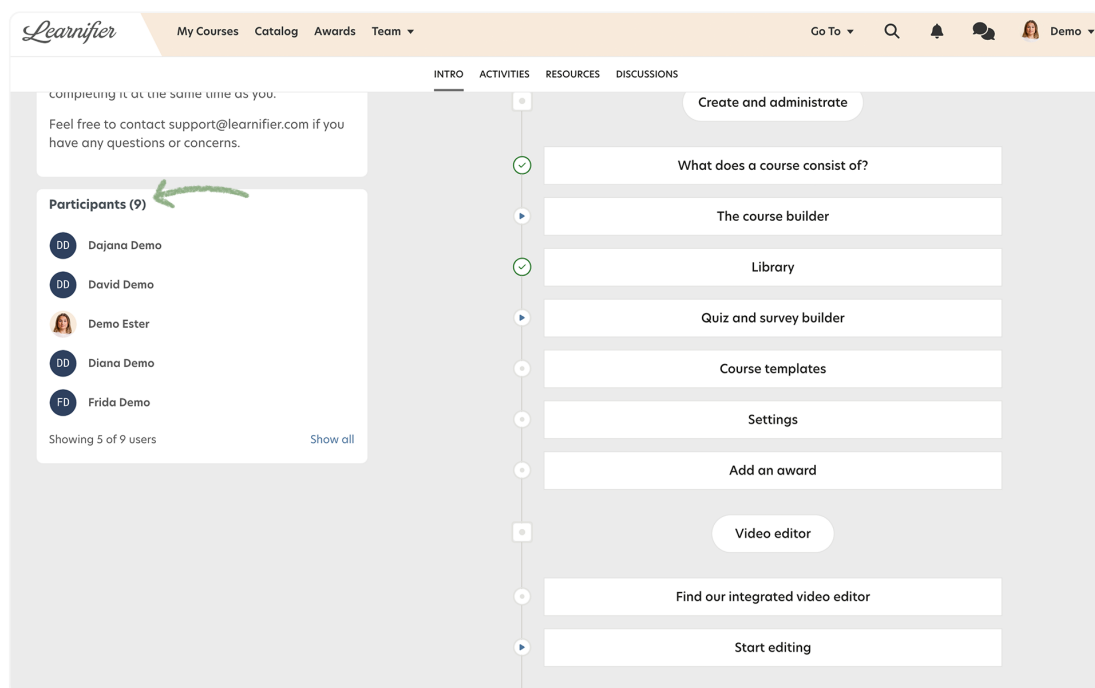 Learnifier
My Courses Catalog Awards Team
Go To
Demo
INTRO ACTIVITIES RESOURCES DISCUSSIONS
completing it at the same time as you.
Feel free to contact support@learnifier.com if you
have any questions or concerns.
Participants (9)
DD Dajana Demo
DD David Demo
Demo Ester
DD Diana Demo
FD Frida Demo
Showing 5 of 9 users Show all
Create and administrate
What does a course consist of?
The course builder
Library
Quiz and survey builder
Course templates
Settings
Add an award
Video editor
Find our integrated video editor
Start editing